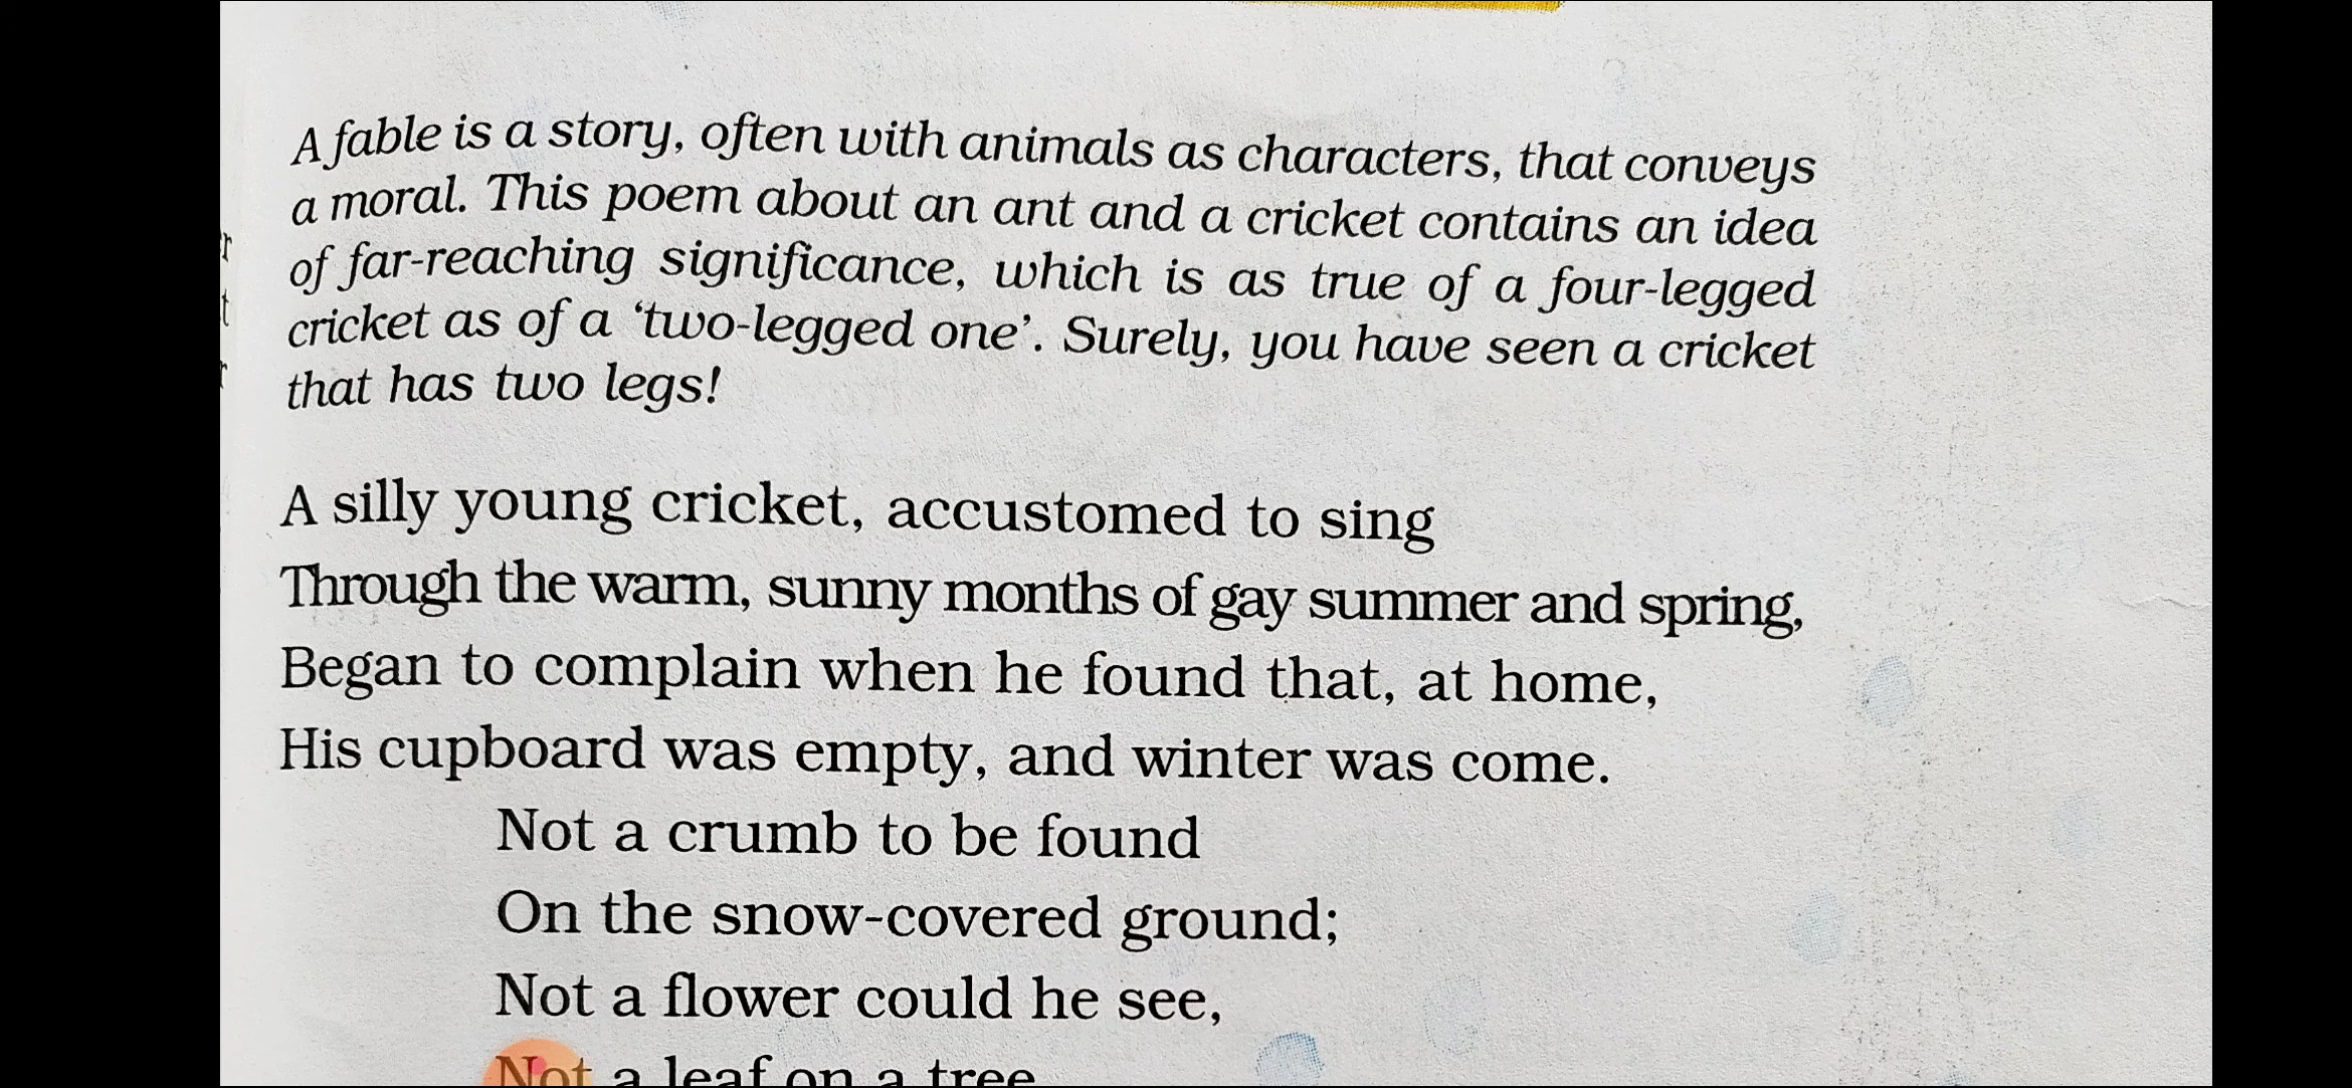 A fable is a story, often with animals as characters, that conveys
a moral. This poem about an ant and a cricket contains an idea
of far-reaching significance, which is as true of a four-legged
cricket as of a ‘two-legged one’. Surely, you have seen a cricket
that has two legs!
A silly young cricket, accustomed to sing
Through the warm, sunny months of gay summer and spring,
Began to complain when he found that, at home,
His cupboard was empty, and winter was come.
Not a crumb to be found
On the snow-covered ground;
Not a flower could he see,
Not a leaf on a tree